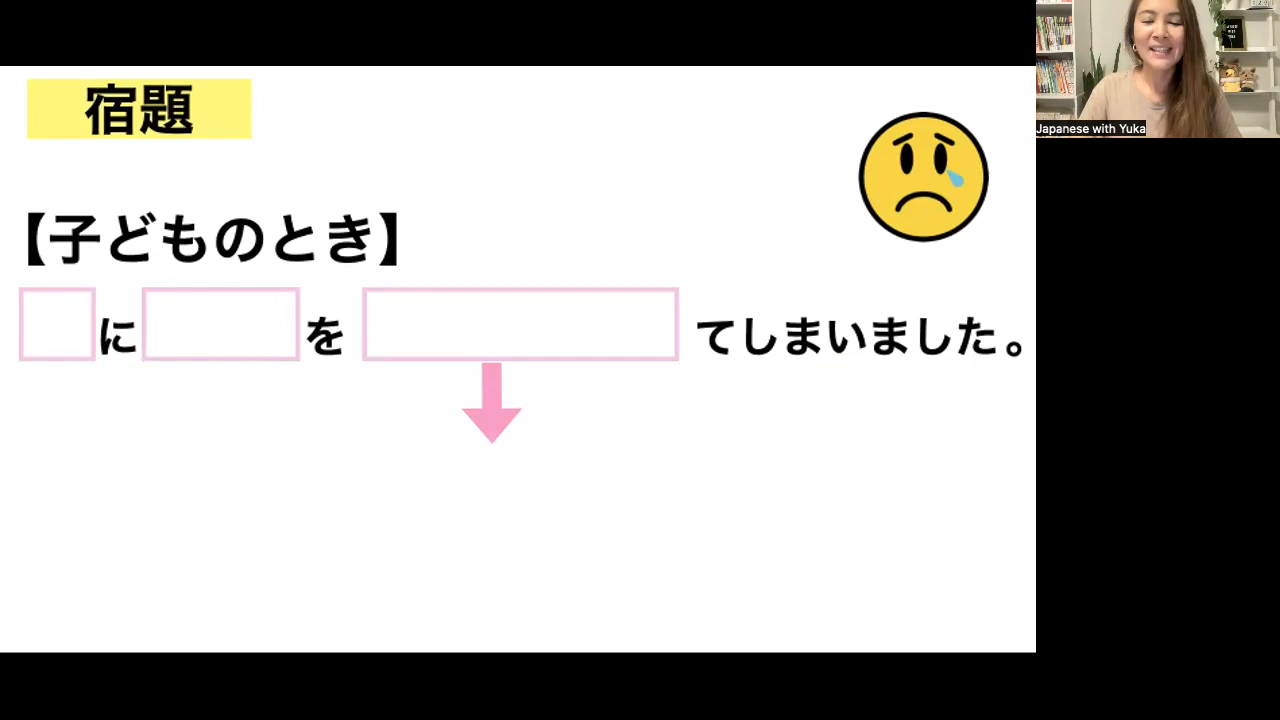 宿題
【子どものとき】
に を てしまいました。
Japanese with Yuka